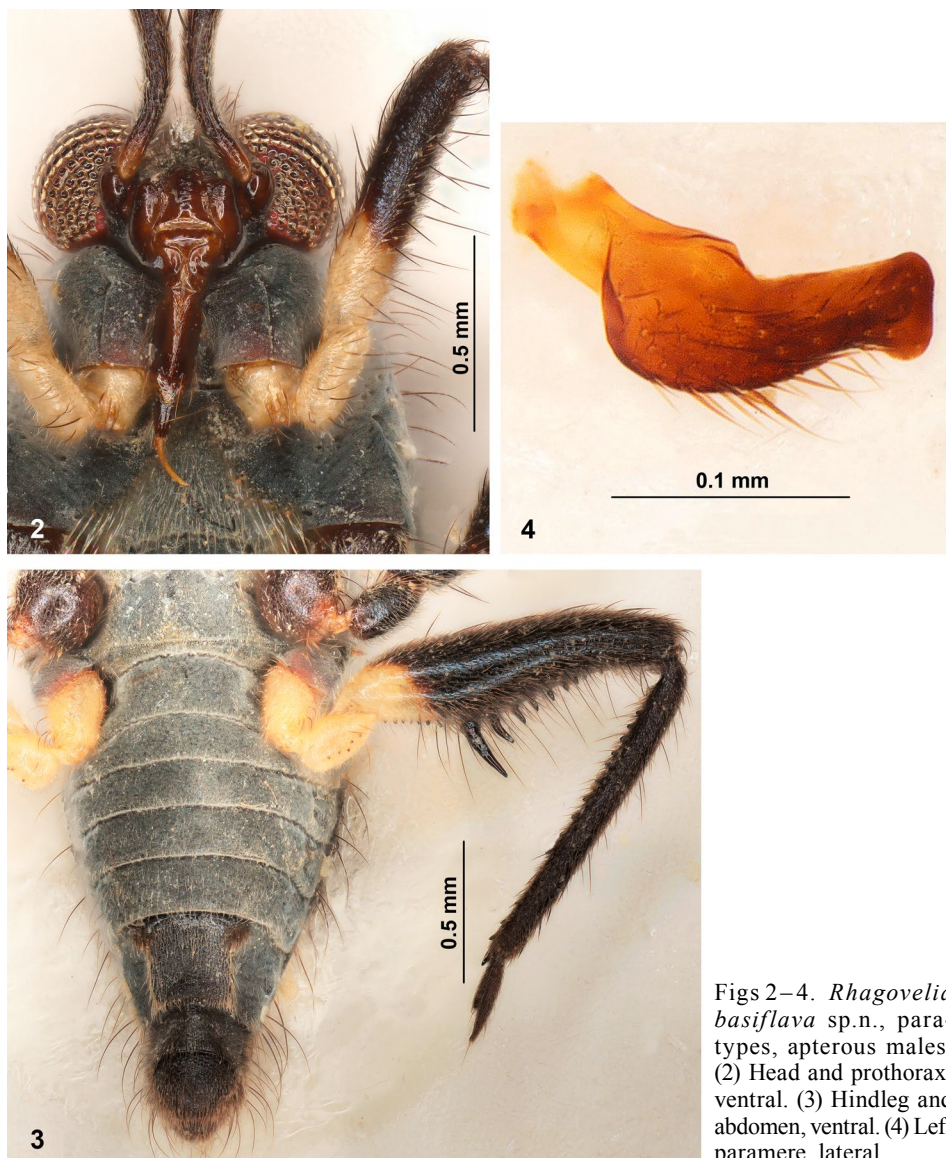 2
0.5 mm
4
0.1 mm
3
0.5 mm
Figs 2–4. Rhagovelia
basiflava sp.n., para-
types, apterous males.
(2) Head and prothorax,
ventral. (3) Hindleg and
abdomen, ventral. (4) Left
paramere, lateral.